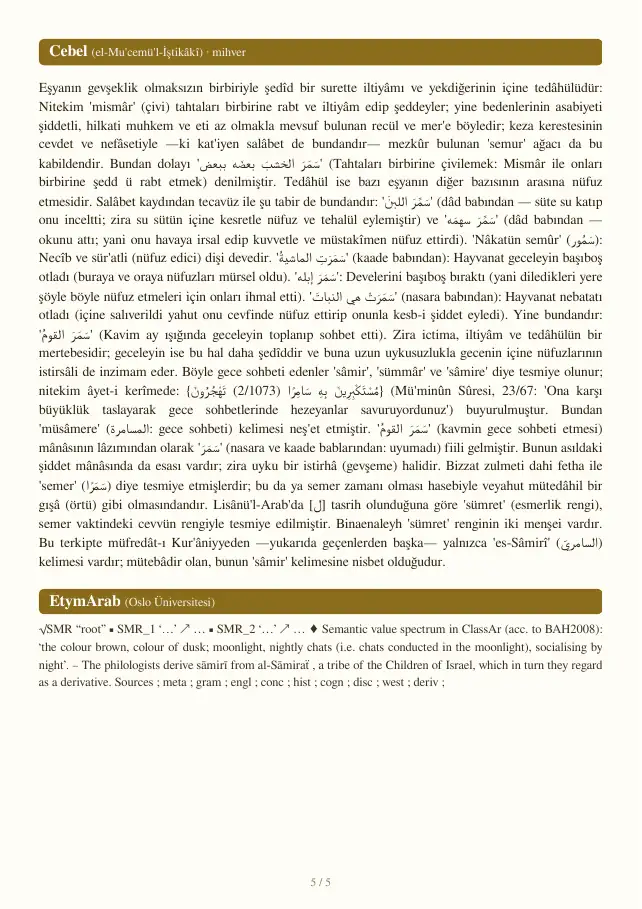 Cebel (el-Mu'cemü'l-İştikâkî) · mihver
Eşyanın gevşeklik olmaksızın birbiriyle şedîd bir surette iltiyâmı ve yekdiğerinin içine tedâhülüdür:
Nitekim 'mismâr' (çivi) tahtaları birbirine rabt ve iltiyâm edip şeddeyler; yine bedenlerinin asabiyeti
şiddetli, hilkati muhkem ve eti az olmakla mevsuf bulunan recül ve mer'e böyledir; keza kerestesinin
cevdet ve nefâsetiyle —ki kat'iyen salâbet de bundandır— mezkûr bulunan 'semur' ağacı da bu
kabildendir. Bundan dolayı 'سَمَرَ الخشبَ بعضَه ببعض' (Tahtaları birbirine çivilemek: Mismâr ile onları
birbirine şedd ü rabt etmek) denilmiştir. Tedâhül ise bazı eşyanın diğer bazısının arasına nüfuz
etmesidir. Salâbet kaydından tecavüz ile şu tabir de bundandır: 'سَمَّرَ اللبنَ' (dâd babından — süte su katıp
onu inceltti; zira su sütün içine kesretle nüfuz ve tehalül eylemiştir) ve 'سَمَّرَ سهمَه' (dâd babından —
okunu attı; yani onu havaya irsal edip kuvvetle ve müstakîmen nüfuz ettirdi). 'Nâkatün semûr' (سَمُور):
Necîb ve sür'atli (nüfuz edici) dişi devedir. 'سَمَرَتِ الماشيةُ' (kaade babından): Hayvanat geceleyin başıboş
otladı (buraya ve oraya nüfuzları mürsel oldu). 'سَمَّرَ إبله': Develerini başıboş bıraktı (yani diledikleri yere
şöyle böyle nüfuz etmeleri için onları ihmal etti). 'سَمَرَتْ هي النباتَ' (nasara babından): Hayvanat nebatatı
otladı (içine salıverildi yahut onu cevfinde nüfuz ettirip onunla kesb-i şiddet eyledi). Yine bundandır:
'سَمَرَ القومُ' (Kavim ay ışığında geceleyin toplanıp sohbet etti). Zira ictima, iltiyâm ve tedâhülün bir
mertebesidir; geceleyin ise bu hal daha şedîddir ve buna uzun uykusuzlukla gecenin içine nüfuzlarının
istirsâli de inzimam eder. Böyle gece sohbeti edenler 'sâmir', 'sümmâr' ve 'sâmire' diye tesmiye olunur;
nitekim âyet-i kerîmede: {مُسْتَكْبِرِينَ بِهِ سَامِرًا (2/1073) تَهْجُرُونَ} (Mü'minûn Sûresi, 23/67: 'Ona karşı
büyüklük taslayarak gece sohbetlerinde hezeyanlar savuruyordunuz') buyurulmuştur. Bundan
'müsâmere' (المسامرة: gece sohbeti) kelimesi neş'et etmiştir. 'سَمَرَ القومُ' (kavmin gece sohbeti etmesi)
mânâsının lâzımından olarak 'سَمَرَ' (nasara ve kaade bablarından: uyumadı) fiili gelmiştir. Bunun asıldaki
şiddet mânâsında da esası vardır; zira uyku bir istirhâ (gevşeme) halidir. Bizzat zulmeti dahi fetha ile
'semer' (سَمَرًا) diye tesmiye etmişlerdir; bu da ya semer zamanı olması hasebiyle veyahut mütedâhil bir
gışâ (örtü) gibi olmasındandır. Lisânü'l-Arab'da [ل] tasrih olunduğuna göre 'sümret' (esmerlik rengi),
semer vaktindeki cevvün rengiyle tesmiye edilmiştir. Binaenaleyh 'sümret' renginin iki menşei vardır.
Bu terkipte müfredât-ı Kur'âniyyeden —yukarıda geçenlerden başka— yalnızca 'es-Sâmirî' (السامريّ)
kelimesi vardır; mütebâdir olan, bunun 'sâmir' kelimesine nisbet olduğudur.
EtymArab (Oslo Üniversitesi)
√SMR “root” ▪ SMR_1 ‘…’ ↗ … ▪ SMR_2 ‘…’ ↗ … ♦ Semantic value spectrum in ClassAr (acc. to BAH2008):
‘the colour brown, colour of dusk; moonlight, nightly chats (i.e. chats conducted in the moonlight), socialising by
night’. – The philologists derive sāmirī from al-Sāmiraẗ , a tribe of the Children of Israel, which in turn they regard
as a derivative. Sources ; meta ; gram ; engl ; conc ; hist ; cogn ; disc ; west ; deriv ;
5 / 5